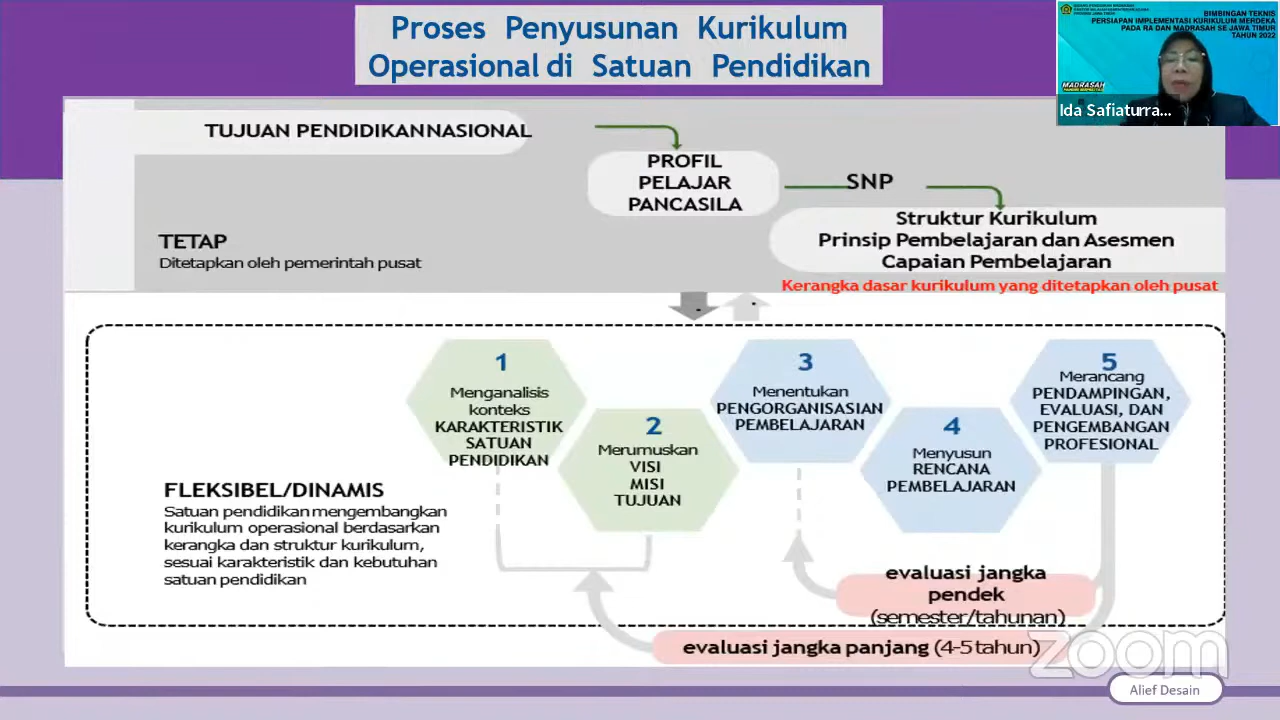 Proses Penyusunan Kurikulum
Operasional di Satuan Pendidikan
BIMBINGAN TEKNIS
PERSIAPAN IMPLEMENTASI KURIKULUM MERDEKA
PADA RA DAN MADRASAH SE JAWA TIMUR
TAHUN 2022
MADRASAH
Ida Safiaturra...
TUJUAN PENDIDIKAN NASIONAL
PROFIL
PELAJAR
PANCASILA
SNP
Struktur Kurikulum
Prinsip Pembelajaran dan Asesmen
Capaian Pembelajaran
TETAP
Ditetapkan oleh pemerintah pusat
Kerangka dasar kurikulum yang ditetapkan oleh pusat
1
Menganalisis
konteks
KARAKTERISTIK
SATUAN
PENDIDIKAN
2
Merumuskan
VISI
MISI
TUJUAN
3
Menentukan
PENGORGANISASIAN
PEMBELAJARAN
4
Menyusun
RENCANA
PEMBELAJARAN
5
Merancang
PENDAMPINGAN,
EVALUASI, DAN
PENGEMBANGAN
PROFESIONAL
FLEKSIBEL/DINAMIS
Satuan pendidikan mengembangkan
kurikulum operasional berdasarkan
kerangka dan struktur kurikulum,
sesuai karakteristik dan kebutuhan
satuan pendidikan
evaluasi jangka
pendek
(semester/tahunan)
evaluasi jangka panjang (4-5 tahun)
zoom
Alief Desain